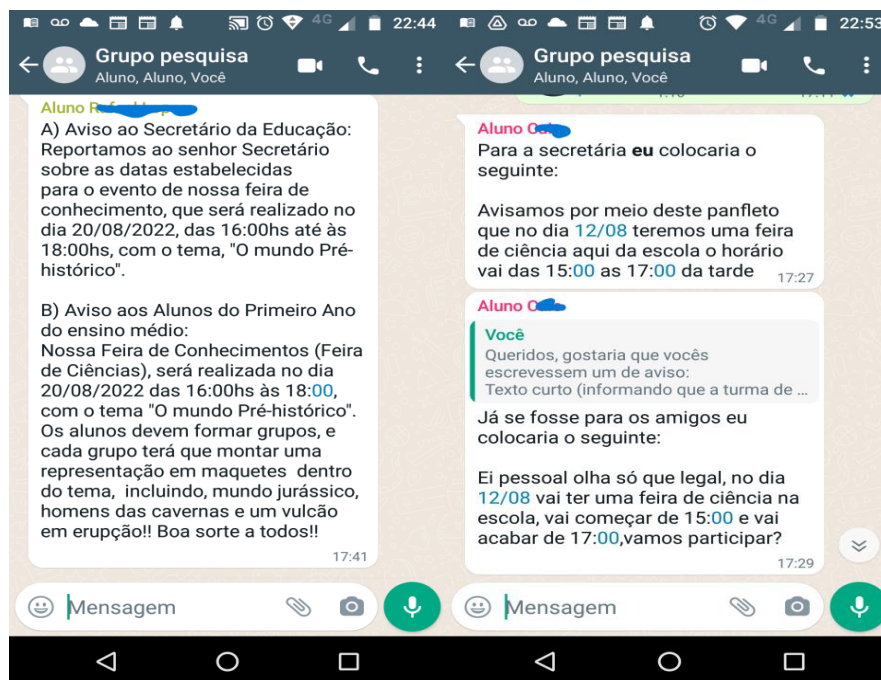 4G 22:44
Grupo pesquisa
Aluno, Aluno, Você
Aluno
A) Aviso ao Secretário da Educação:
Reportamos ao senhor Secretário
sobre as datas estabelecidas
para o evento de nossa feira de
conhecimento, que será realizado no
dia 20/08/2022, das 16:00hs até às
18:00hs, com o tema, "O mundo Pré-
histórico".
B) Aviso aos Alunos do Primeiro Ano
do ensino médio:
Nossa Feira de Conhecimentos (Feira
de Ciências), será realizada no dia
20/08/2022 das 16:00hs às 18:00,
com o tema "O mundo Pré-histórico".
Os alunos devem formar grupos, e
cada grupo terá que montar uma
representação em maquetes dentro
do tema, incluindo, mundo jurássico,
homens das cavernas e um vulcão
em erupção!! Boa sorte a todos!!
17:41
Mensagem
4G 22:53
Grupo pesquisa
Aluno, Aluno, Você
Aluno
Para a secretária eu colocaria o
seguinte:
Avisamos por meio deste panfleto
que no dia 12/08 teremos uma feira
de ciência aqui da escola o horário
vai das 15:00 as 17:00 da tarde
17:27
Aluno
Você
Queridos, gostaria que vocês
escrevessem um de aviso:
Texto curto (informando que a turma de ...
Já se fosse para os amigos eu
colocaria o seguinte:
Ei pessoal olha só que legal, no dia
12/08 vai ter uma feira de ciência na
escola, vai começar de 15:00 e vai
acabar de 17:00,vamos participar?
17:29
Mensagem